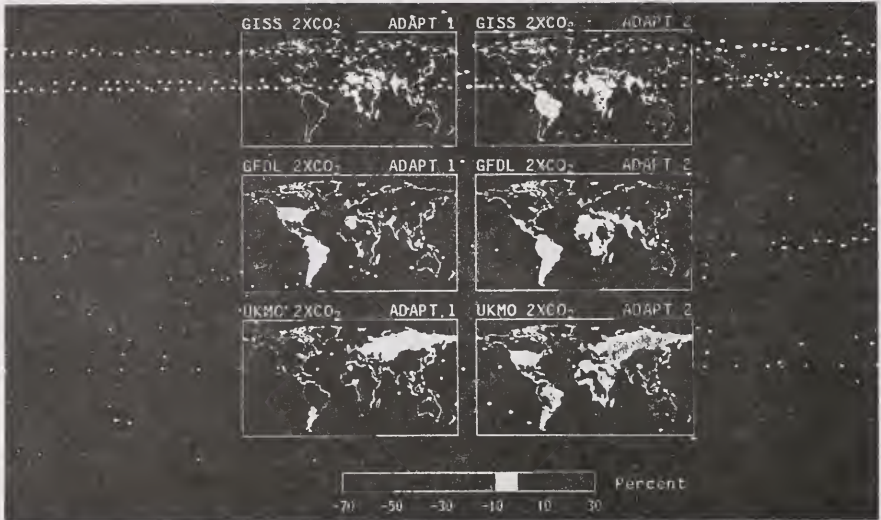 GISS 2XCO₂ ADAPT 1 GISS 2XCO₂ ADAPT 2
GFDL 2XCO₂ ADAPT 1 GFDL 2XCO₂ ADAPT 2
UKMO 2XCO₂ ADAPT 1 UKMO 2XCO₂ ADAPT 2
Percent
-70 -50 -30 -10 10 30